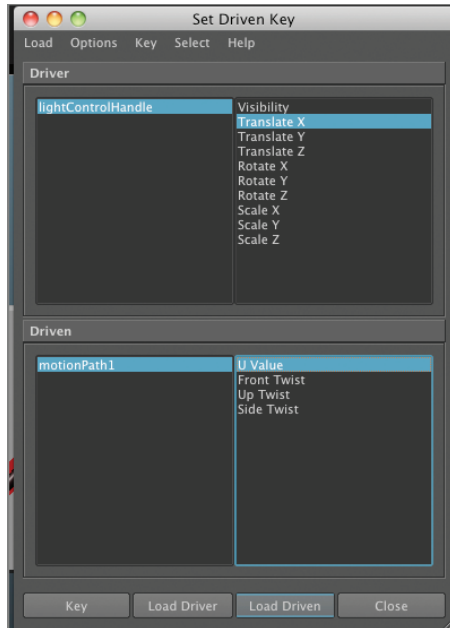 Set Driven Key
Load Options Key Select Help
Driver
lightControlHandle
Visibility
Translate X
Translate Y
Translate Z
Rotate X
Rotate Y
Rotate Z
Scale X
Scale Y
Scale Z
Driven
motionPath1
U Value
Front Twist
Up Twist
Side Twist
Key Load Driver Load Driven Close